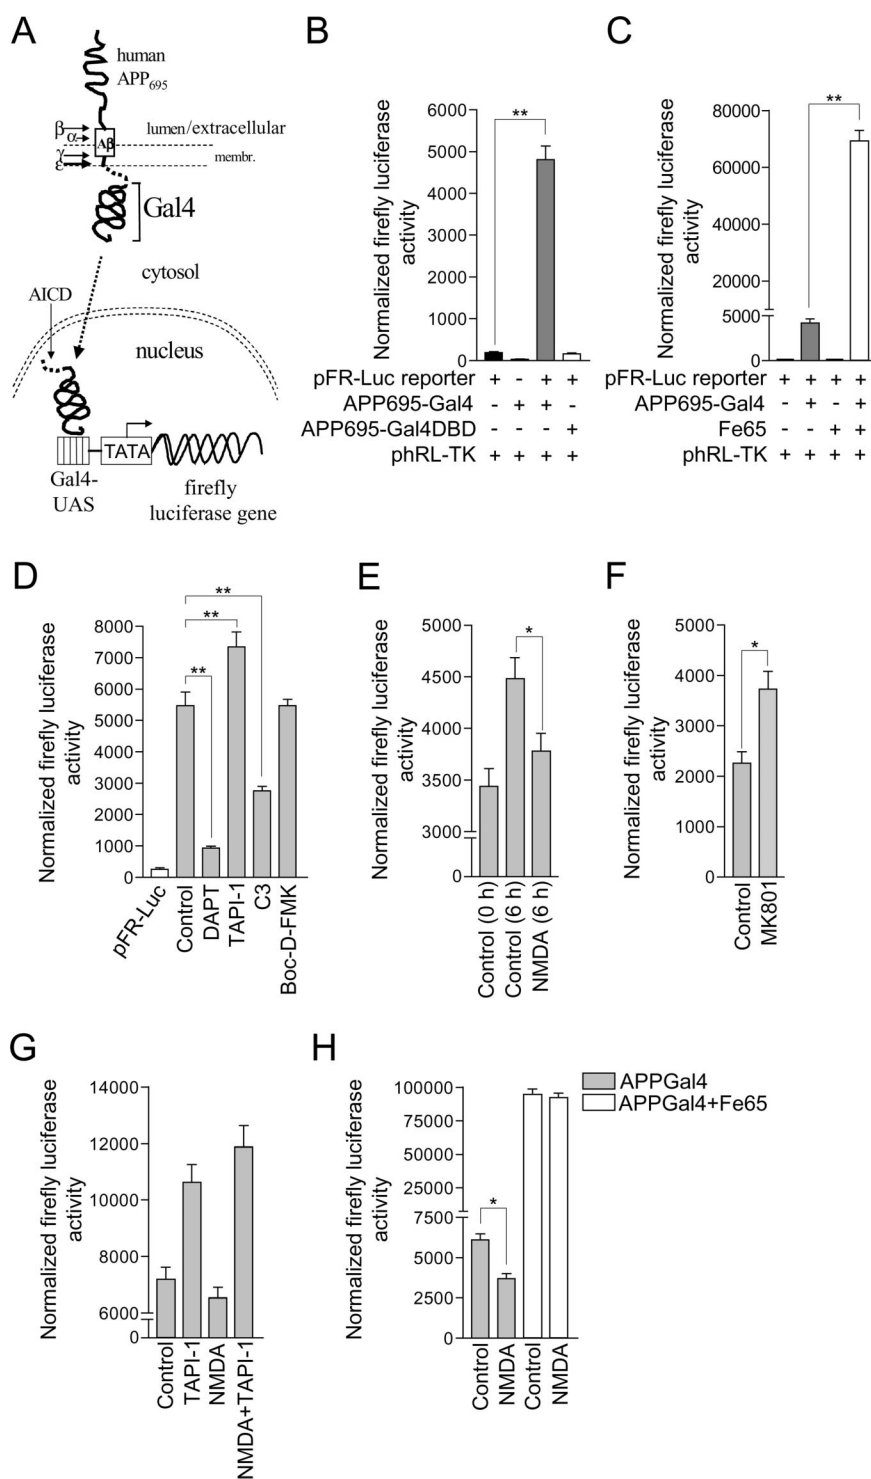 A
human
APP695
β
α
Aβ
lumen/extracellular
γ
ε
membr.
Gal4
cytosol
AICD
nucleus
TATA
Gal4-
UAS
firefly
luciferase gene
B
Normalized firefly luciferase
activity
6000
5000
4000
3000
2000
1000
0
**
pFR-Luc reporter + - + +
APP695-Gal4 - + + -
APP695-Gal4DBD - - - +
phRL-TK + + + +
C
Normalized firefly luciferase
activity
80000
60000
40000
20000
5000
0
**
pFR-Luc reporter + + + +
APP695-Gal4 - + - +
Fe65 - - + +
phRL-TK + + + +
D
Normalized firefly luciferase
activity
8000
7000
6000
5000
4000
3000
2000
1000
0
**
**
**
pFR-Luc
Control
DAPT
TAPI-1
C3
Boc-D-FMK
E
Normalized firefly luciferase
activity
5000
4500
4000
3500
3000
0
*
Control (0 h)
Control (6 h)
NMDA (6 h)
F
Normalized firefly luciferase
activity
5000
4000
3000
2000
1000
0
*
Control
MK801
G
Normalized firefly luciferase
activity
14000
12000
10000
8000
6000
0
Control
TAPI-1
NMDA
NMDA+TAPI-1
H
Normalized firefly luciferase
activity
100000
75000
50000
25000
7500
5000
2500
0
*
Control
NMDA
Control
NMDA
APPGal4
APPGal4+Fe65